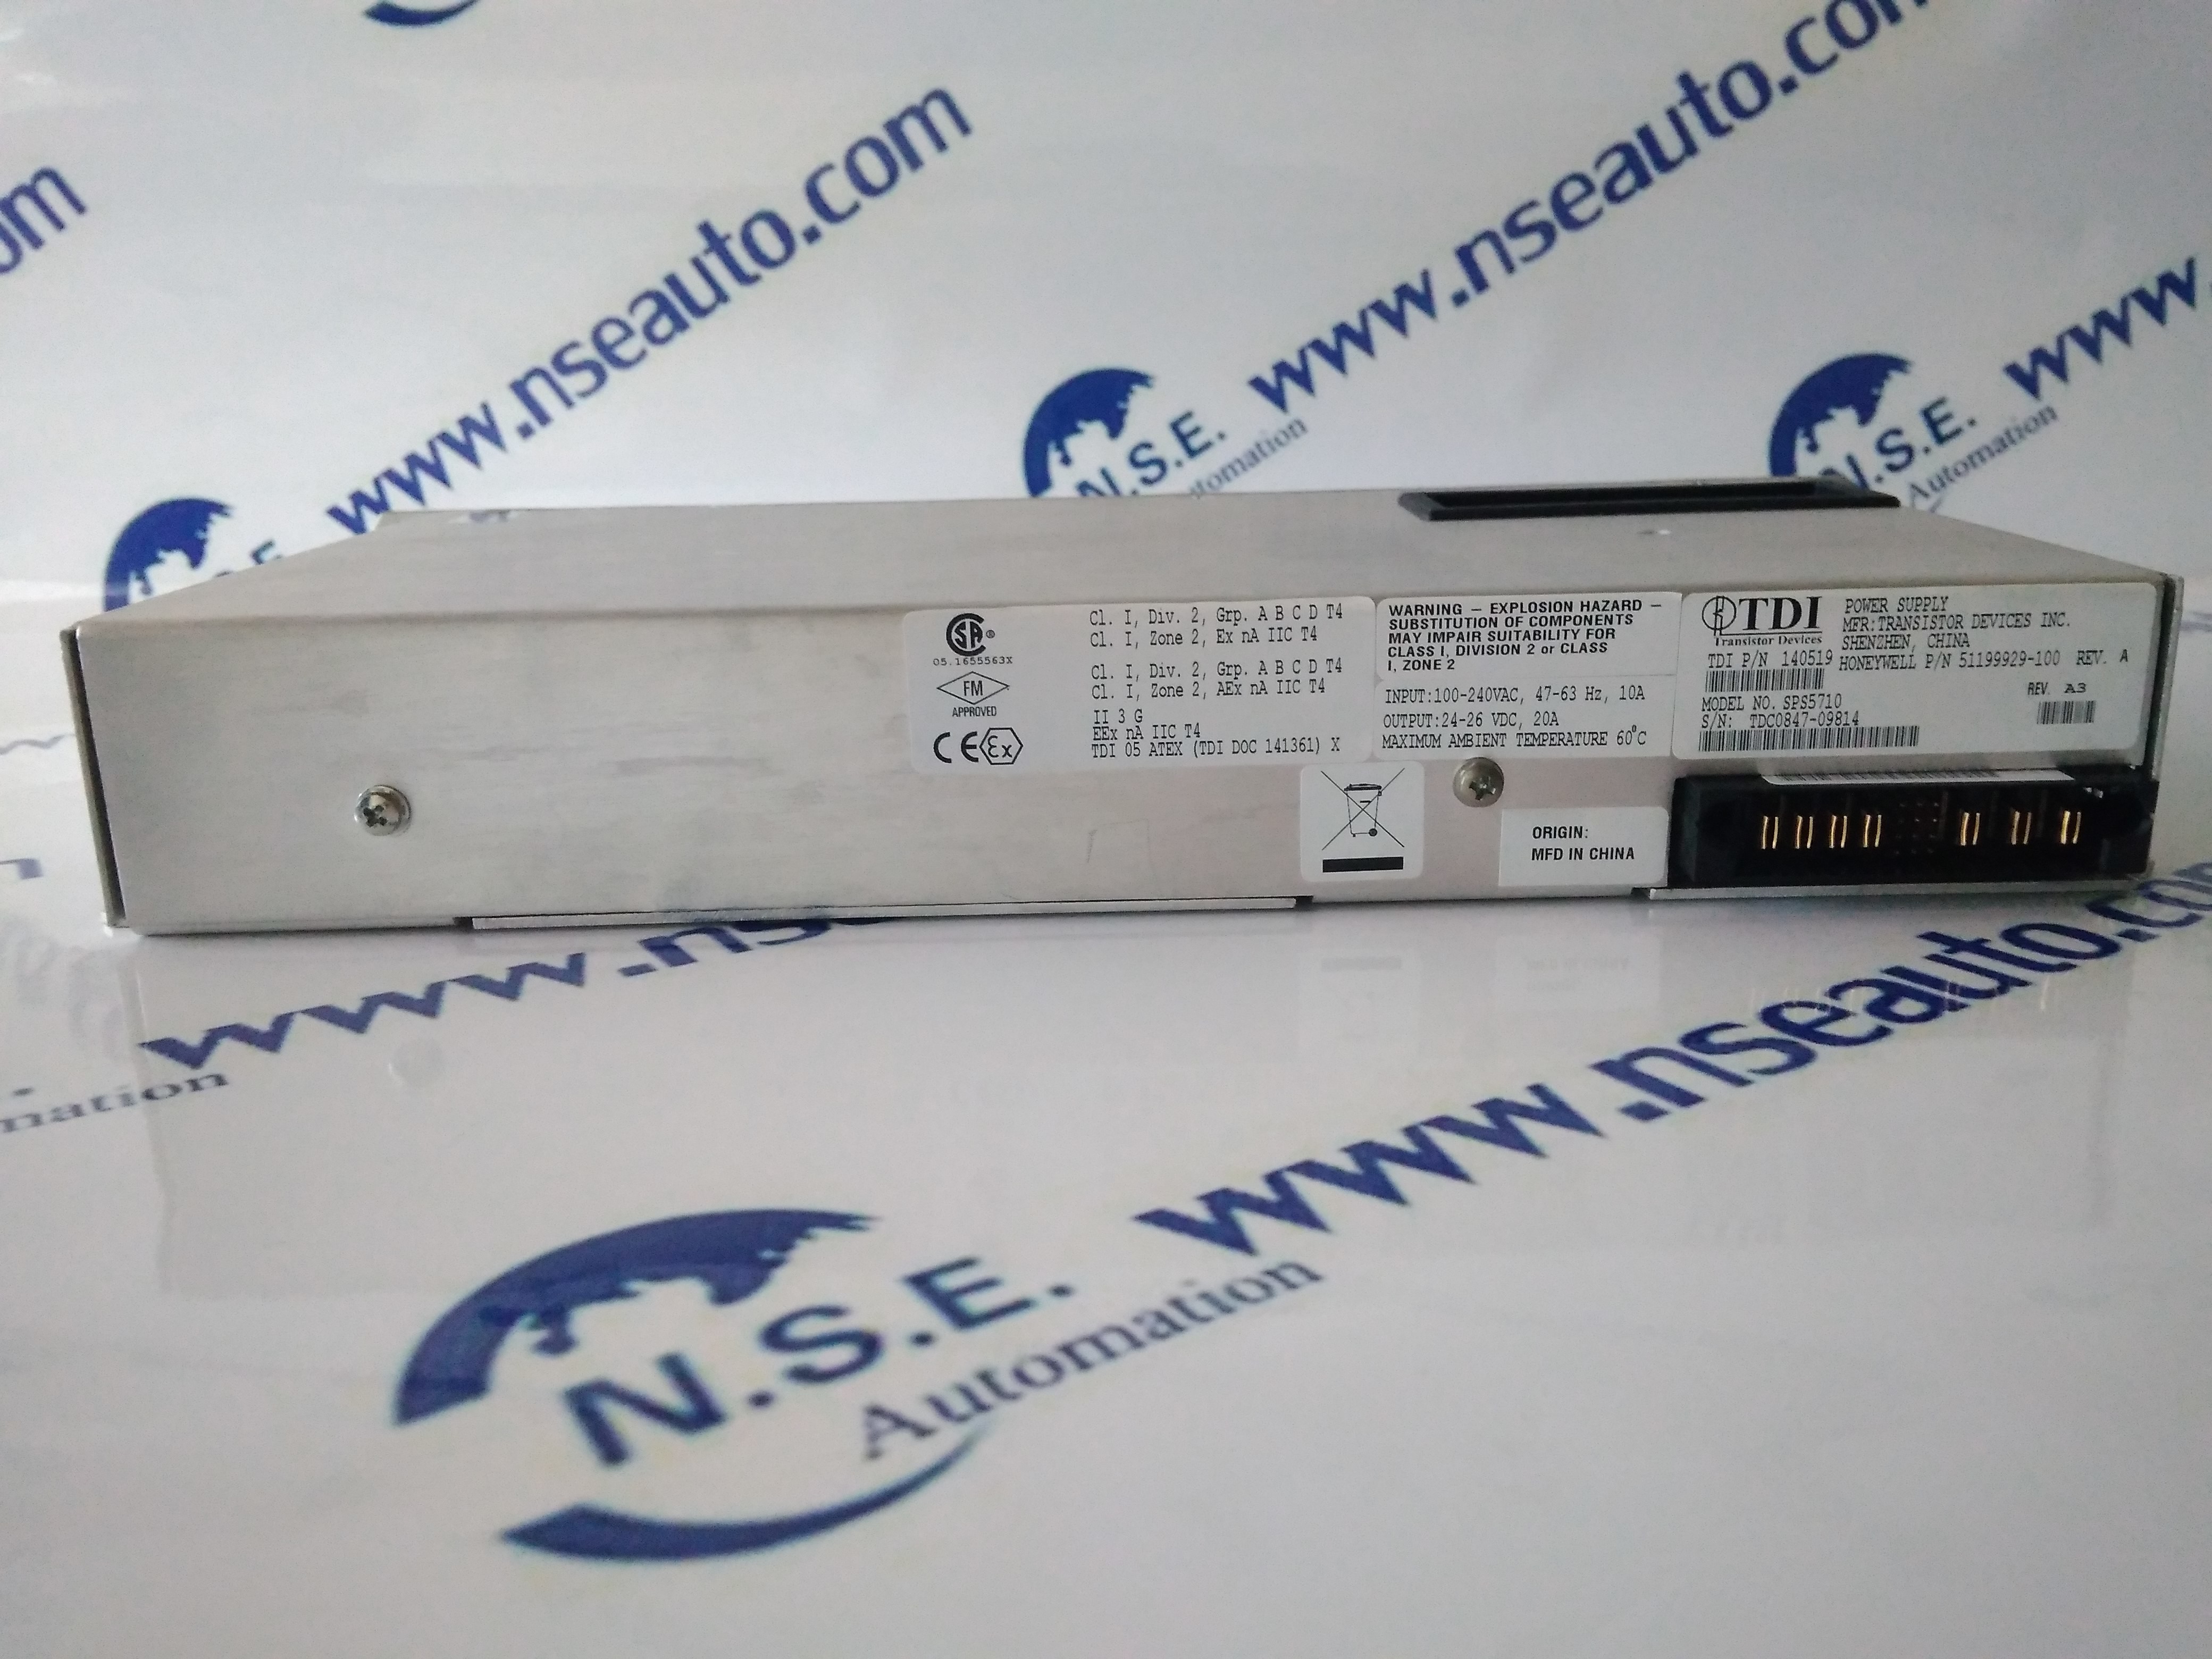 om
www.nseauto.com
www.nseauto.com
www.
N.S.E.
Automation
N.S.E.
Automation
SA®
05.1655563X
FM
APPROVED
CE Ex
Cl. I, Div. 2, Grp. A B C D T4
Cl. I, Zone 2, Ex nA IIC T4
Cl. I, Div. 2, Grp. A B C D T4
Cl. I, Zone 2, AEx nA IIC T4
II 3 G
EEx nA IIC T4
TDI 05 ATEX (TDI DOC 141361) X
WARNING – EXPLOSION HAZARD –
SUBSTITUTION OF COMPONENTS
MAY IMPAIR SUITABILITY FOR
CLASS I, DIVISION 2 or CLASS
I, ZONE 2
INPUT:100-240VAC, 47-63 Hz, 10A
OUTPUT:24-26 VDC, 20A
MAXIMUM AMBIENT TEMPERATURE 60°C
TDI
Transistor Devices
POWER SUPPLY
MFR:TRANSISTOR DEVICES INC.
SHENZHEN, CHINA
TDI P/N 140519 HONEYWELL P/N 51199929-100 REV. A
REV. A3
MODEL NO. SPS5710
S/N: TDC0847-09814
ORIGIN:
MFD IN CHINA
www.ns
mation
www.nseauto.co
N.S.E.
Automation